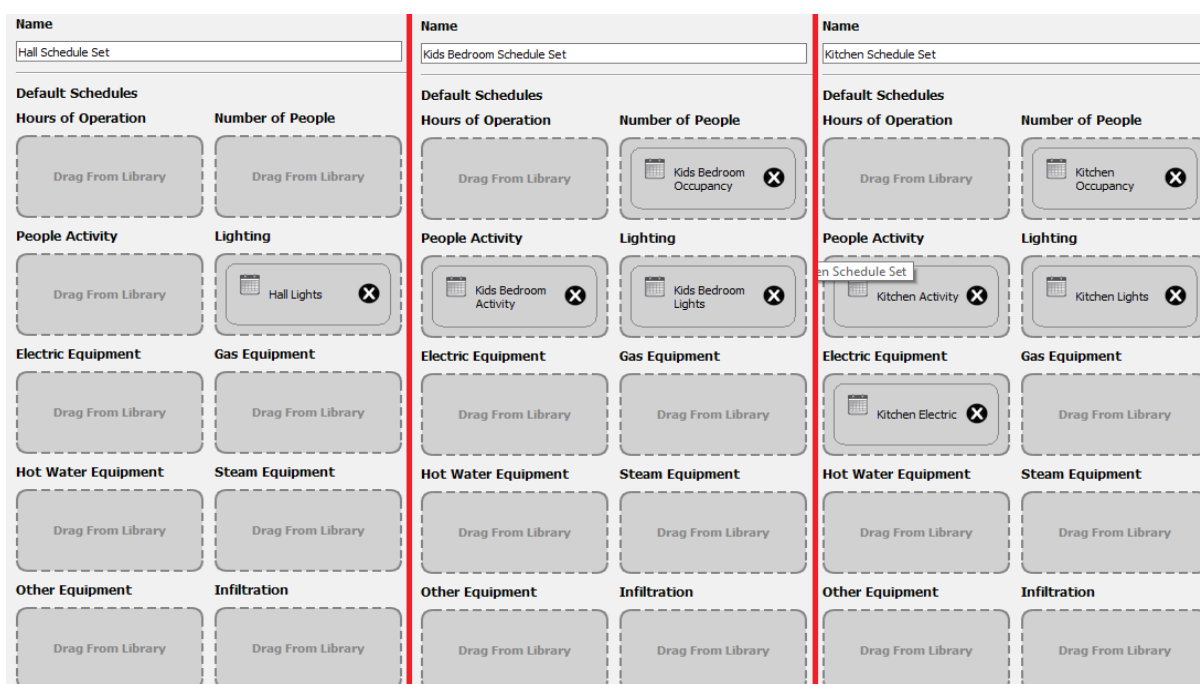 Name
Hall Schedule Set
Default Schedules
Hours of Operation Number of People
Drag From Library Drag From Library
People Activity Lighting
Drag From Library Hall Lights
Electric Equipment Gas Equipment
Drag From Library Drag From Library
Hot Water Equipment Steam Equipment
Drag From Library Drag From Library
Other Equipment Infiltration
Drag From Library Drag From Library
Name
Kids Bedroom Schedule Set
Default Schedules
Hours of Operation Number of People
Drag From Library Kids Bedroom
Occupancy
People Activity Lighting
Kids Bedroom Kids Bedroom
Activity Lights
Electric Equipment Gas Equipment
Drag From Library Drag From Library
Hot Water Equipment Steam Equipment
Drag From Library Drag From Library
Other Equipment Infiltration
Drag From Library Drag From Library
Name
Kitchen Schedule Set
Default Schedules
Hours of Operation Number of People
Drag From Library Kitchen
Occupancy
People Activity Lighting
en Schedule Set
Kitchen Activity Kitchen Lights
Electric Equipment Gas Equipment
Kitchen Electric Drag From Library
Hot Water Equipment Steam Equipment
Drag From Library Drag From Library
Other Equipment Infiltration
Drag From Library Drag From Library